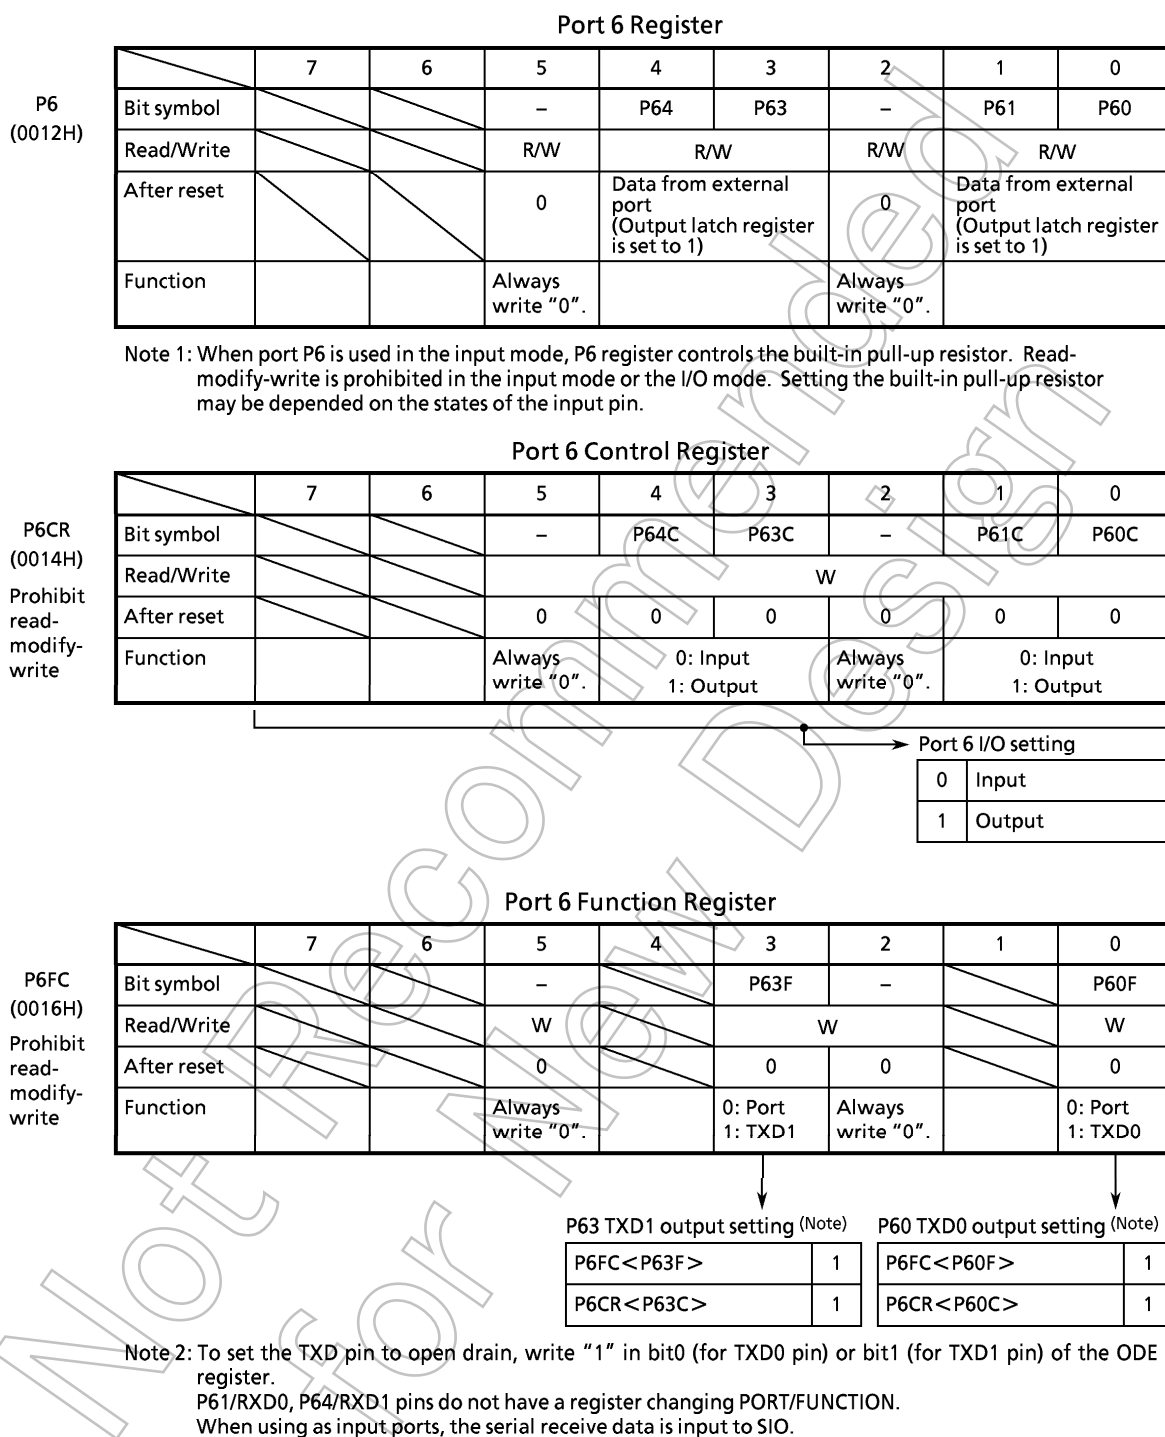 Port 6 Register
7 6 5 4 3 2 1 0
P6
(0012H)
Bit symbol – P64 P63 – P61 P60
Read/Write R/W R/W R/W R/W
After reset 0 Data from external port (Output latch register is set to 1) 0 Data from external port (Output latch register is set to 1)
Function Always write "0". Always write "0".
Note 1: When port P6 is used in the input mode, P6 register controls the built-in pull-up resistor. Read-
modify-write is prohibited in the input mode or the I/O mode. Setting the built-in pull-up resistor
may be depended on the states of the input pin.
Port 6 Control Register
7 6 5 4 3 2 1 0
P6CR
(0014H)
Prohibit
read-
modify-
write
Bit symbol – P64C P63C – P61C P60C
Read/Write W
After reset 0 0 0 0 0 0
Function Always write "0". 0: Input 1: Output Always write "0". 0: Input 1: Output
Port 6 I/O setting
0 Input
1 Output
Port 6 Function Register
7 6 5 4 3 2 1 0
P6FC
(0016H)
Prohibit
read-
modify-
write
Bit symbol – P63F – P60F
Read/Write W W W
After reset 0 0 0 0
Function Always write "0". 0: Port 1: TXD1 Always write "0". 0: Port 1: TXD0
P63 TXD1 output setting (Note)
P6FC<P63F> 1
P6CR<P63C> 1
P60 TXD0 output setting (Note)
P6FC<P60F> 1
P6CR<P60C> 1
Note 2: To set the TXD pin to open drain, write "1" in bit0 (for TXD0 pin) or bit1 (for TXD1 pin) of the ODE
register.
P61/RXD0, P64/RXD1 pins do not have a register changing PORT/FUNCTION.
When using as input ports, the serial receive data is input to SIO.
Not Recommended
for New Design